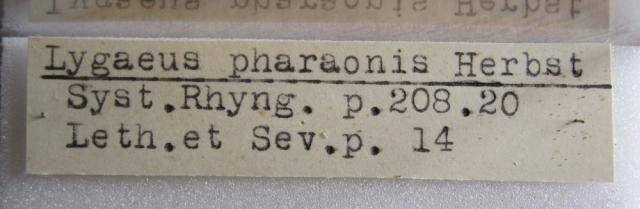 Lygaeus pharaonis Herbst
Syst.Rhyng. p.208.20
Leth.et Sev.p. 14